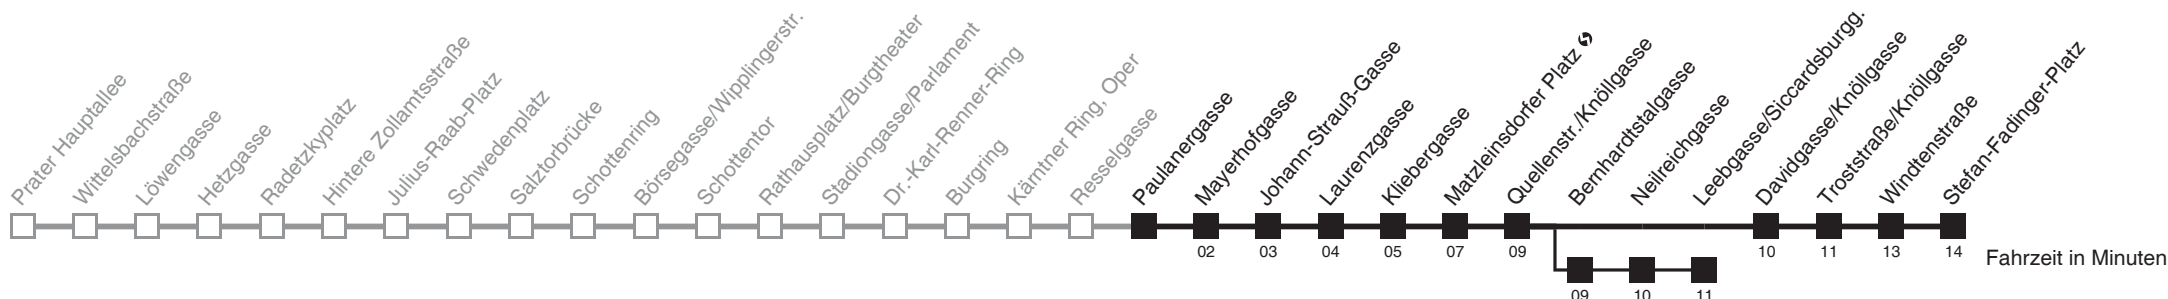 Prater Hauptallee
Wittelsbachstraße
Löwengasse
Hetzgasse
Radetzkyplatz
Hintere Zollamtsstraße
Julius-Raab-Platz
Schwedenplatz
Salztorbrücke
Schottenring
Börsegasse/Wipplingerstr.
Schottentor
Rathausplatz/Burgtheater
Stadiongasse/Parlament
Dr.-Karl-Renner-Ring
Burgring
Kärntner Ring, Oper
Resselgasse
Paulanergasse
Mayerhofgasse
Johann-Strauß-Gasse
Laurenzgasse
Kliebergasse
Matzleinsdorfer Platz
Quellenstr./Knöllgasse
Bernhardtstalgasse
Neilreichgasse
Leebgasse/Siccardsburgg.
Davidgasse/Knöllgasse
Troststraße/Knöllgasse
Windtenstraße
Stefan-Fadinger-Platz
02 03 04 05 07 09 10 11 13 14
Fahrzeit in Minuten
09 10 11